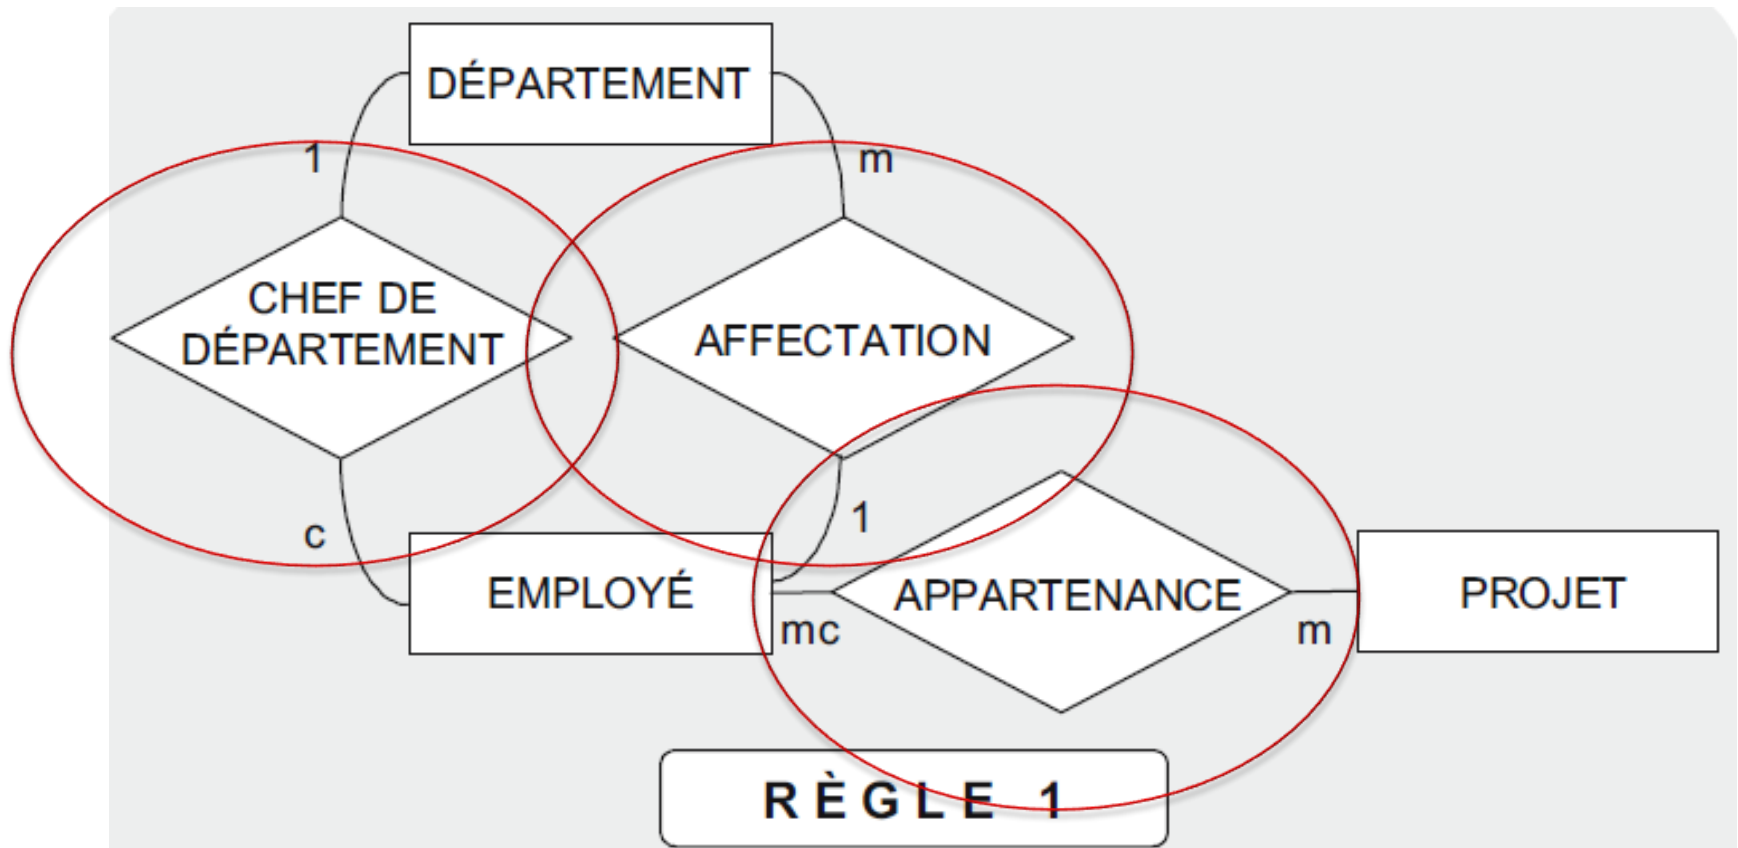 DÉPARTEMENT
1
m
CHEF DE
DÉPARTEMENT
AFFECTATION
c
1
EMPLOYÉ
APPARTENANCE
PROJET
mc
m
RÈGLE 1